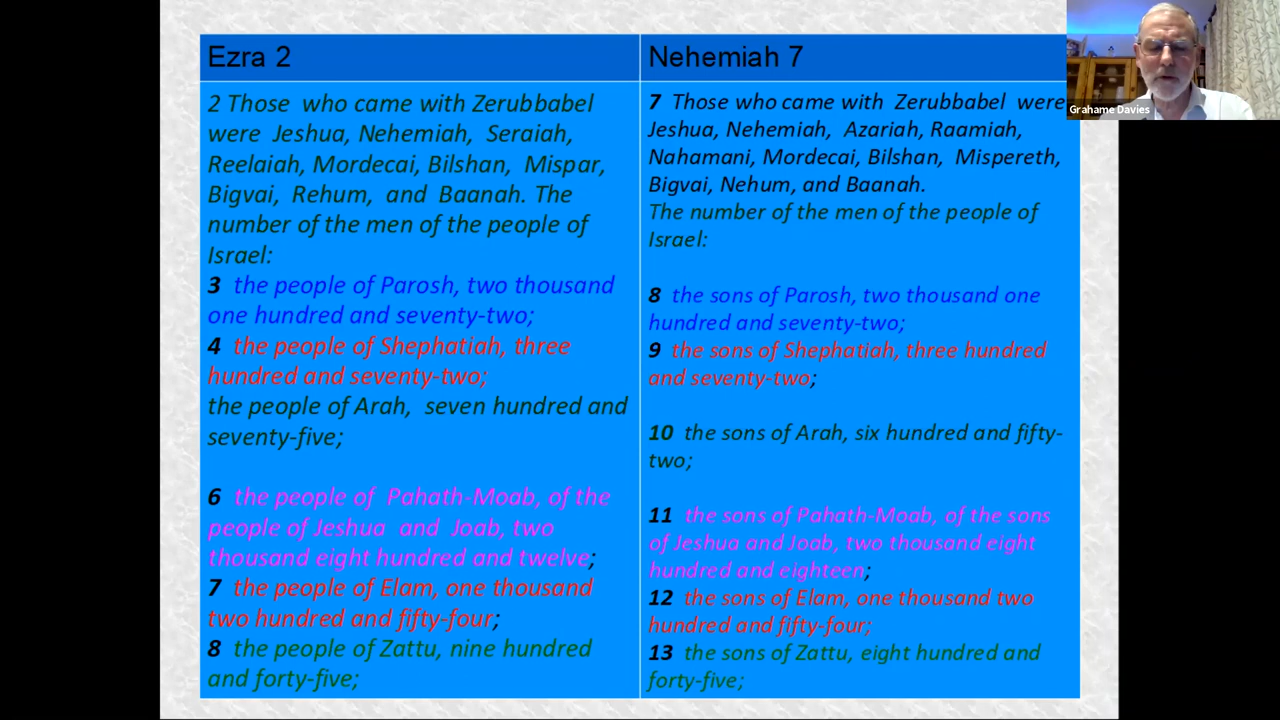 Ezra 2
2 Those who came with Zerubbabel
were Jeshua, Nehemiah, Seraiah,
Reelaiah, Mordecai, Bilshan, Mispar,
Bigvai, Rehum, and Baanah. The
number of the men of the people of
Israel:
3 the people of Parosh, two thousand
one hundred and seventy-two;
4 the people of Shephatiah, three
hundred and seventy-two;
the people of Arah, seven hundred and
seventy-five;
6 the people of Pahath-Moab, of the
people of Jeshua and Joab, two
thousand eight hundred and twelve;
7 the people of Elam, one thousand
two hundred and fifty-four;
8 the people of Zattu, nine hundred
and forty-five;
Nehemiah 7
7 Those who came with Zerubbabel were
Jeshua, Nehemiah, Azariah, Raamiah,
Nahamani, Mordecai, Bilshan, Mispereth,
Bigvai, Nehum, and Baanah.
The number of the men of the people of
Israel:
8 the sons of Parosh, two thousand one
hundred and seventy-two;
9 the sons of Shephatiah, three hundred
and seventy-two;
10 the sons of Arah, six hundred and fifty-
two;
11 the sons of Pahath-Moab, of the sons
of Jeshua and Joab, two thousand eight
hundred and eighteen;
12 the sons of Elam, one thousand two
hundred and fifty-four;
13 the sons of Zattu, eight hundred and
forty-five;
Grahame Davies